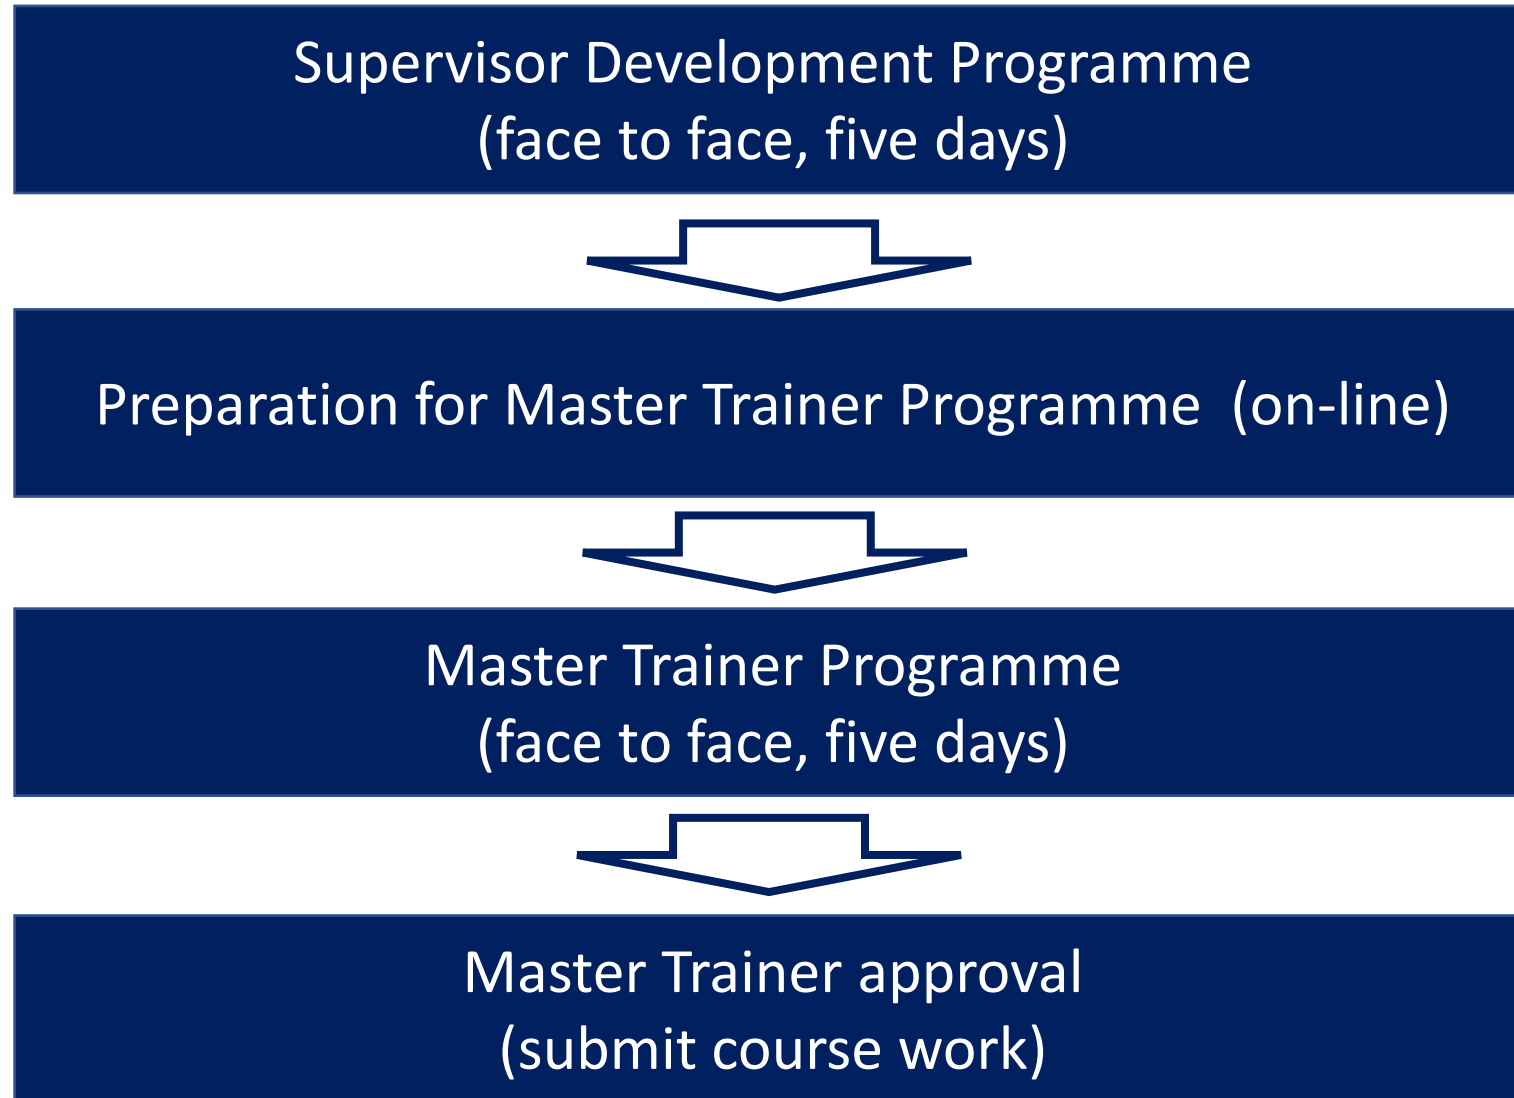 Supervisor Development Programme
(face to face, five days)
Preparation for Master Trainer Programme  (on-line)
Master Trainer Programme
(face to face, five days)
Master Trainer approval
(submit course work)